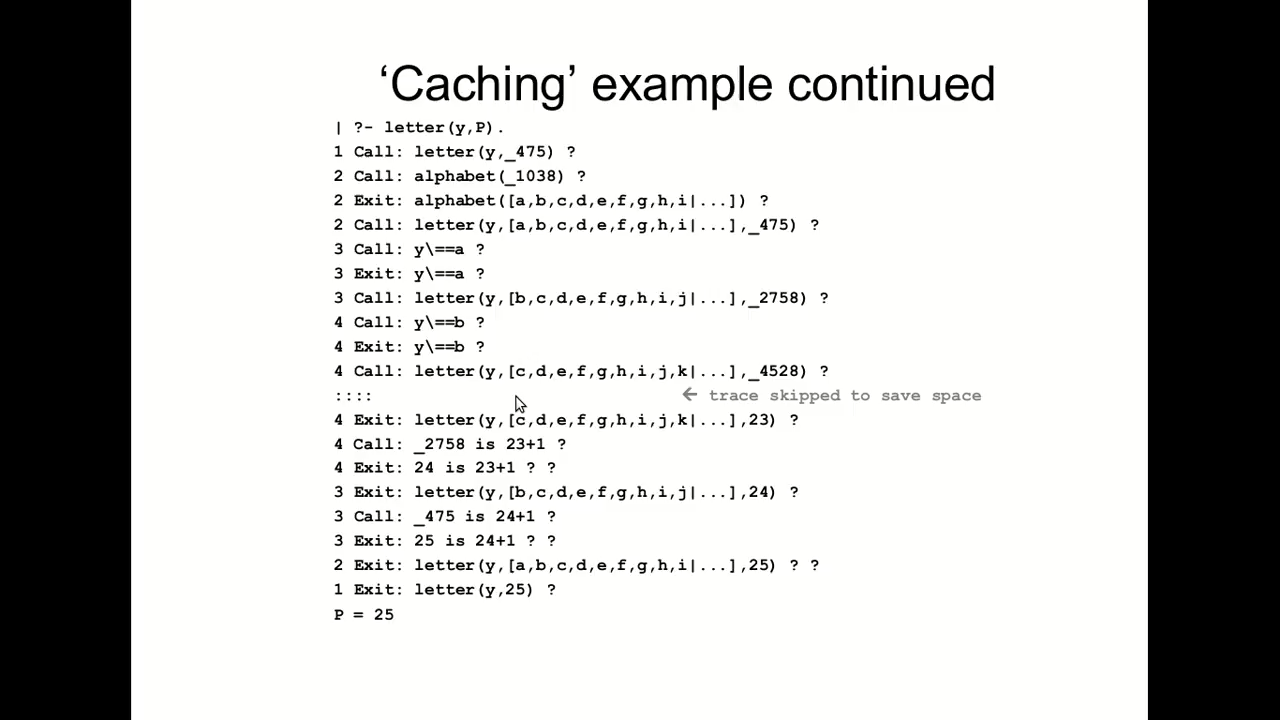 ‘Caching’ example continued
| ?- letter(y,P).
1 Call: letter(y,_475) ?
2 Call: alphabet(_1038) ?
2 Exit: alphabet([a,b,c,d,e,f,g,h,i|...]) ?
2 Call: letter(y,[a,b,c,d,e,f,g,h,i|...],_475) ?
3 Call: y\==a ?
3 Exit: y\==a ?
3 Call: letter(y,[b,c,d,e,f,g,h,i,j|...],_2758) ?
4 Call: y\==b ?
4 Exit: y\==b ?
4 Call: letter(y,[c,d,e,f,g,h,i,j,k|...],_4528) ?
:::: ← trace skipped to save space
4 Exit: letter(y,[c,d,e,f,g,h,i,j,k|...],23) ?
4 Call: _2758 is 23+1 ?
4 Exit: 24 is 23+1 ? ?
3 Exit: letter(y,[b,c,d,e,f,g,h,i,j|...],24) ?
3 Call: _475 is 24+1 ?
3 Exit: 25 is 24+1 ? ?
2 Exit: letter(y,[a,b,c,d,e,f,g,h,i|...],25) ? ?
1 Exit: letter(y,25) ?
P = 25